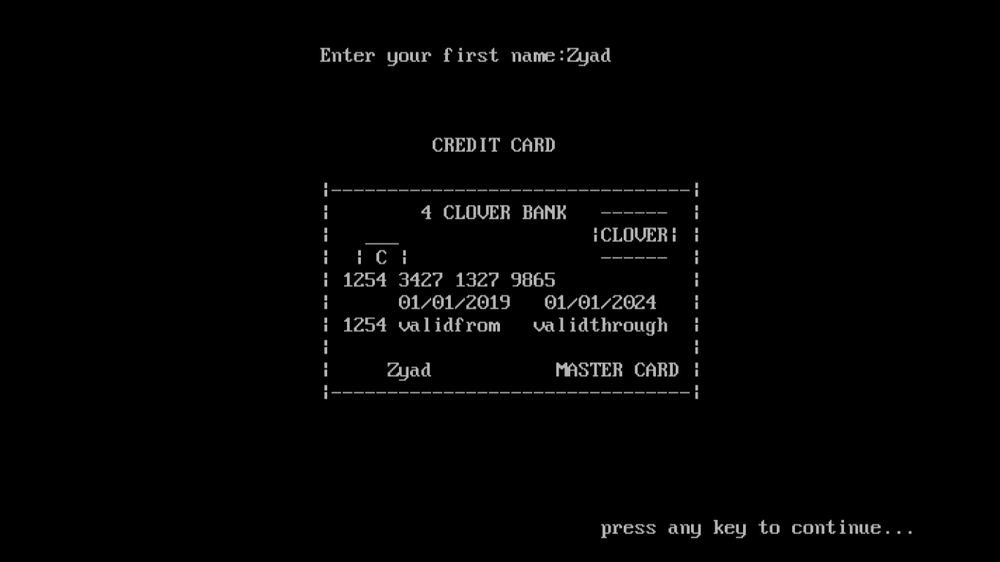 Enter your first name:Zyad
CREDIT CARD
4 CLOVER BANK
CLOVER
C
1254 3427 1327 9865
01/01/2019 01/01/2024
1254 validfrom validthrough
Zyad MASTER CARD
press any key to continue...